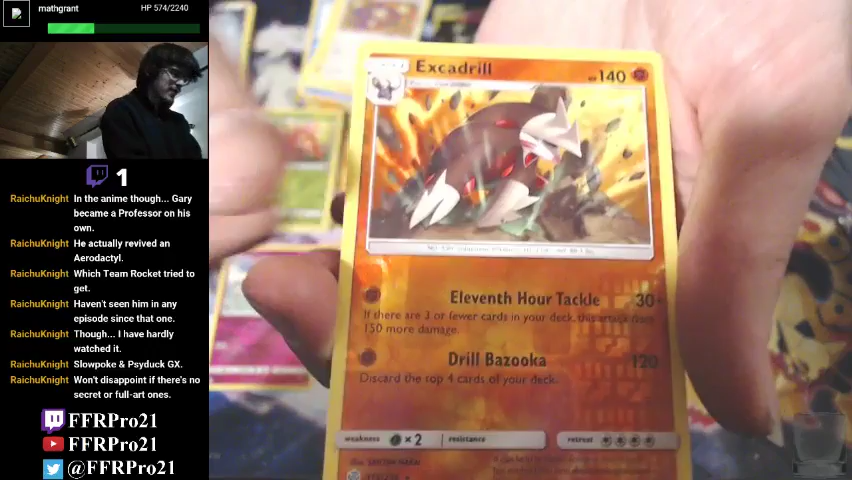 mathgrant
HP 574/2240
1
RaichuKnight In the anime though... Gary
became a Professor on his
own.
RaichuKnight He actually revived an
Aerodactyl.
RaichuKnight Which Team Rocket tried to
get.
RaichuKnight Haven't seen him in any
episode since that one.
RaichuKnight Though... I have hardly
watched it.
RaichuKnight Slowpoke & Psyduck GX.
RaichuKnight Won't disappoint if there's no
secret or full-art ones.
FFRPro21
FFRPro21
@FFRPro21
Excadrill
140
Eleventh Hour Tackle 30+
If there are 3 or fewer cards in your deck, this attack does
150 more damage.
Drill Bazooka 120
Discard the top 4 cards of your deck.
weakness ×2 resistance retreat